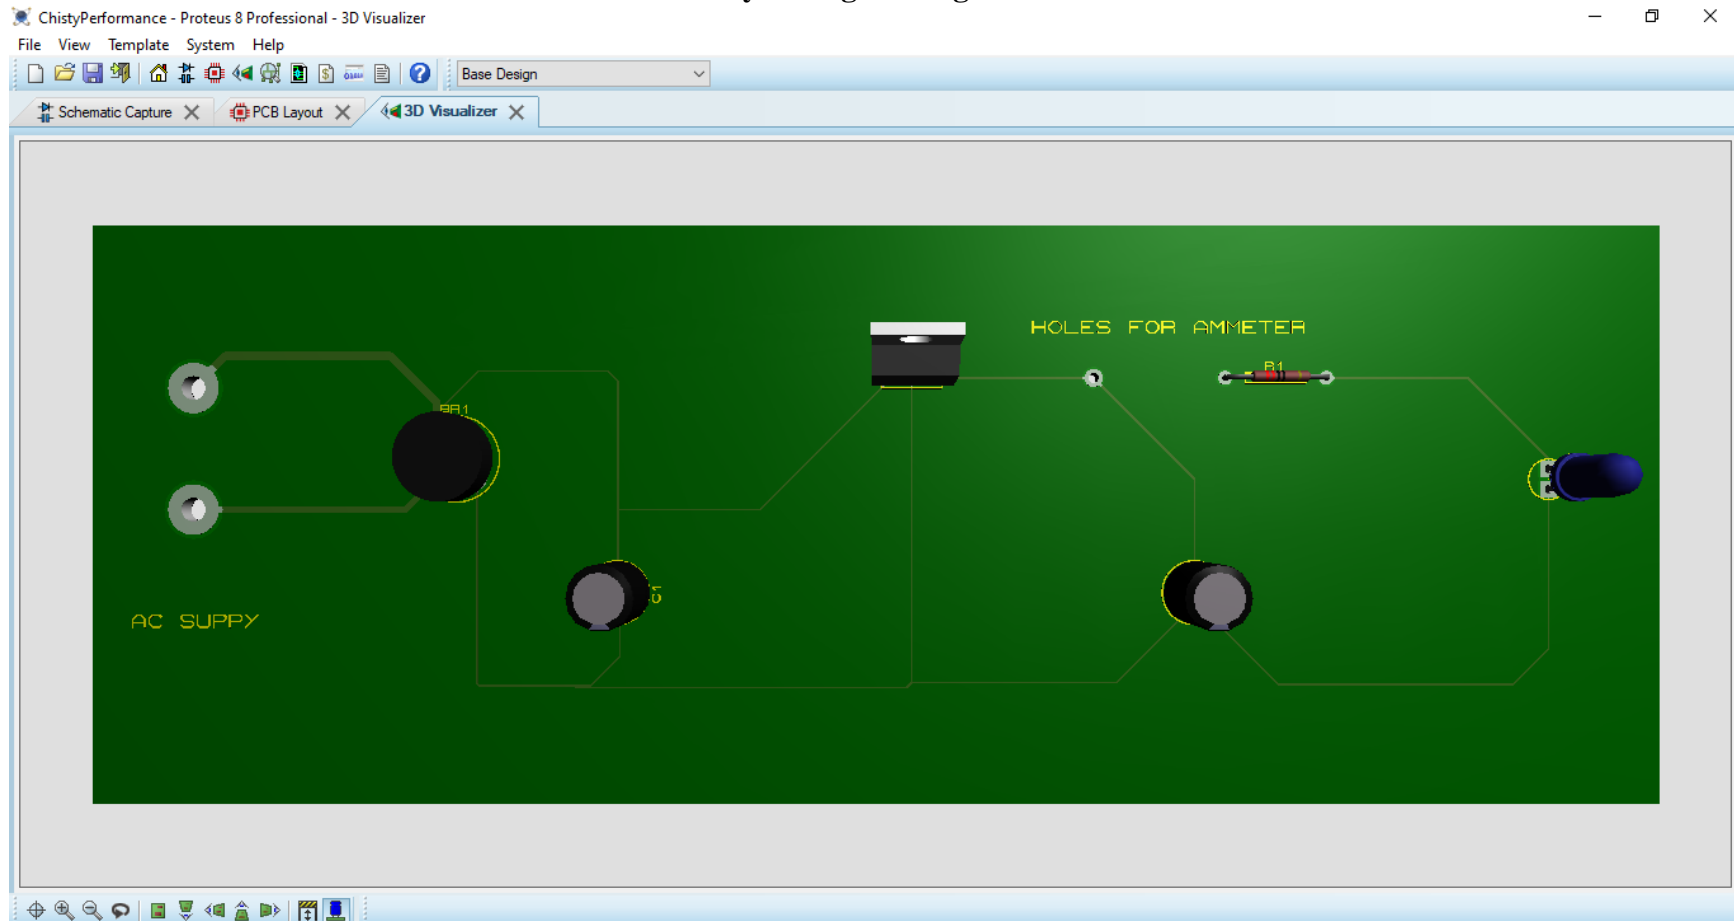 ChistyPerformance - Proteus 8 Professional - 3D Visualizer
File View Template System Help
Base Design
Schematic Capture
PCB Layout
3D Visualizer
HOLES FOR AMMETER
R1
BR1
AC SUPPY